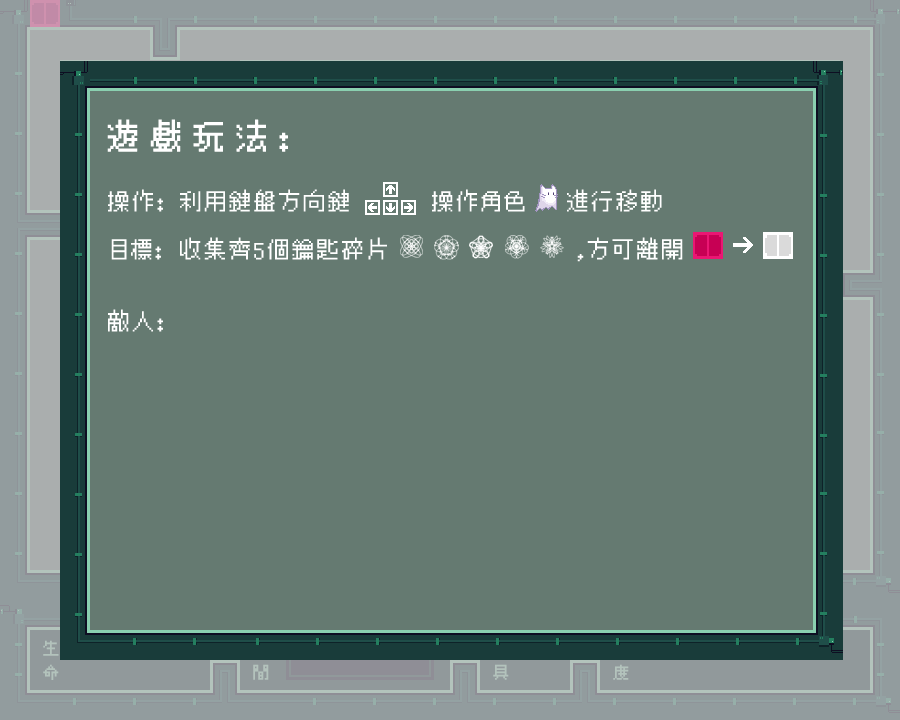 遊戲玩法:
操作: 利用鍵盤方向鍵 操作角色 進行移動
目標: 收集齊5個鑰匙碎片 ,方可離開 →
敵人:
生
命 間 具 度